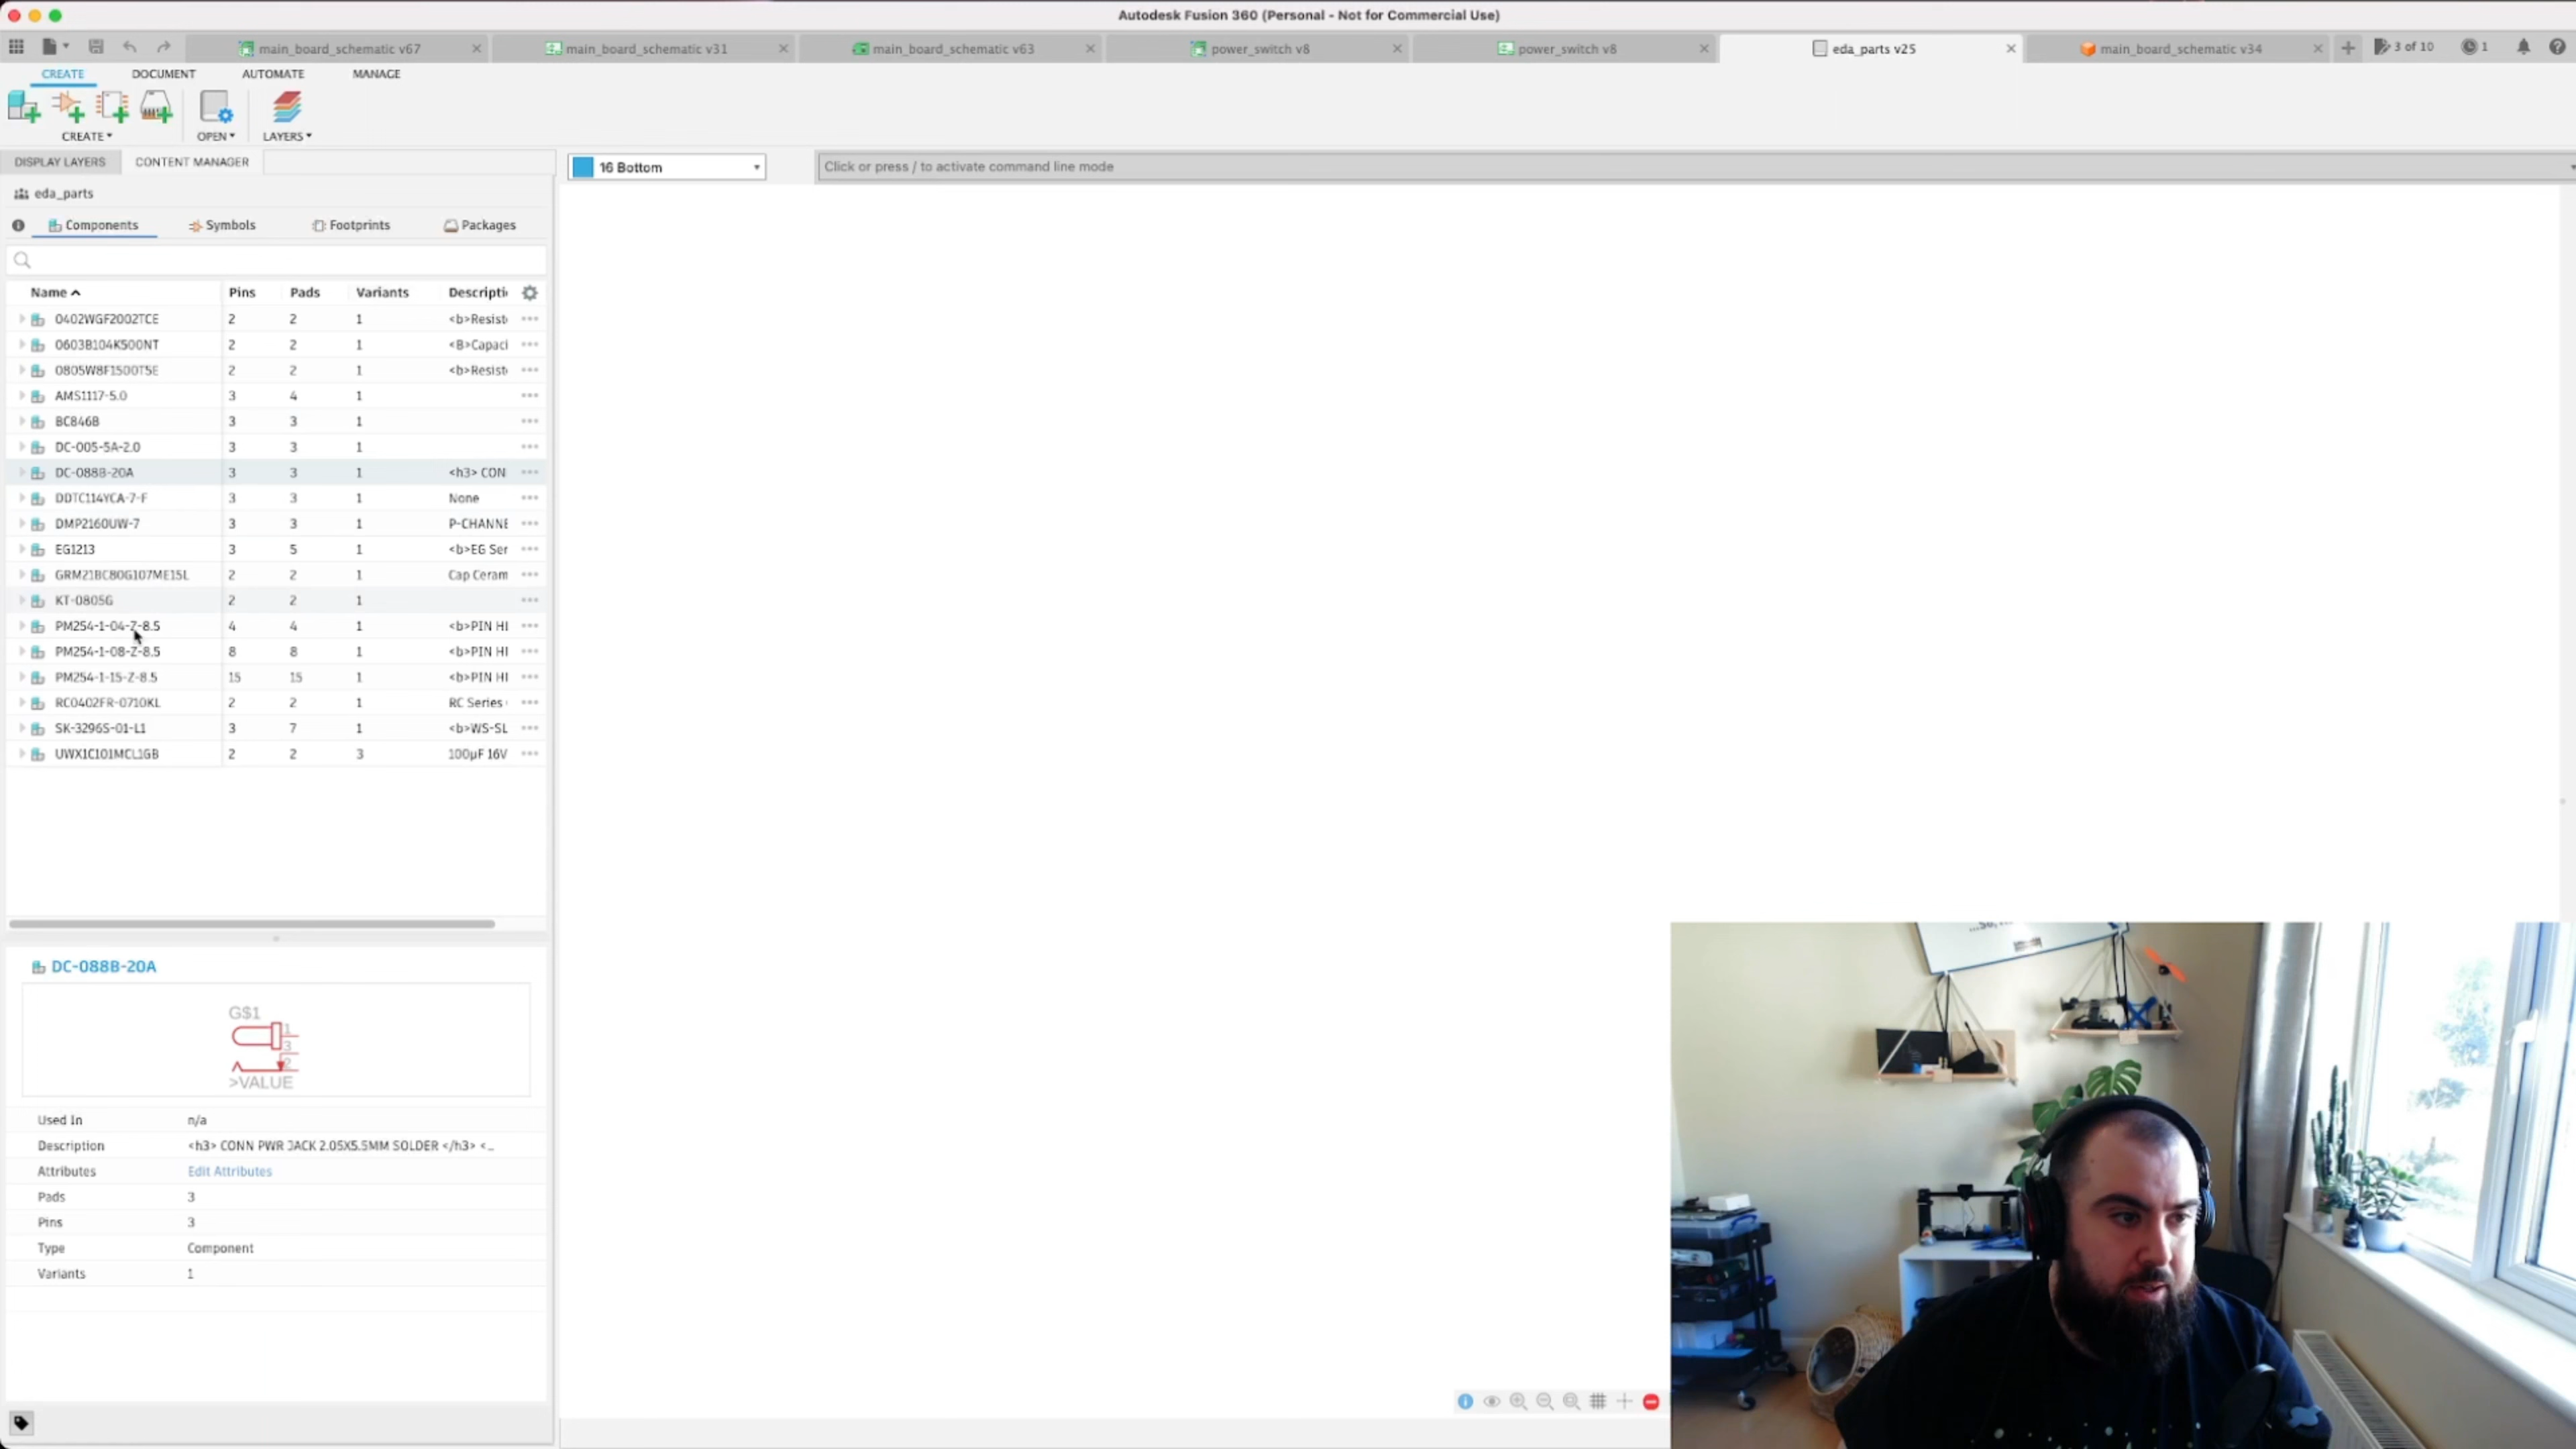 Autodesk Fusion 360 (Personal - Not for Commercial Use)
main_board_schematic v67
main_board_schematic v31
main_board_schematic v63
power_switch v8
power_switch v8
eda_parts v25
main_board_schematic v34
3 of 10
1
CREATE
DOCUMENT
AUTOMATE
MANAGE
CREATE
OPEN
LAYERS
DISPLAY LAYERS
CONTENT MANAGER
16 Bottom
Click or press / to activate command line mode
eda_parts
Components
Symbols
Footprints
Packages
Name Pins Pads Variants Descripti
0402WGF2002TCE 2 2 1 <b>Resist
0603B104K500NT 2 2 1 <B>Capaci
0805W8F1500T5E 2 2 1 <b>Resist
AMS1117-5.0 3 4 1
BC846B 3 3 1
DC-005-5A-2.0 3 3 1
DC-088B-20A 3 3 1 <h3> CON
DDTC114YCA-7-F 3 3 1 None
DMP2160UW-7 3 3 1 P-CHANNE
EG1213 3 5 1 <b>EG Ser
GRM21BC80G107ME15L 2 2 1 Cap Ceram
KT-0805G 2 2 1
PM254-1-04-Z-8.5 4 4 1 <b>PIN HI
PM254-1-08-Z-8.5 8 8 1 <b>PIN HI
PM254-1-15-Z-8.5 15 15 1 <b>PIN HI
RC0402FR-0710KL 2 2 1 RC Series
SK-3296S-01-L1 3 7 1 <b>WS-SL
UWX1C101MCL1GB 2 2 3 100µF 16V
DC-088B-20A
G$1
1
3
2
>VALUE
Used In n/a
Description <h3> CONN PWR JACK 2.05X5.5MM SOLDER </h3> <...
Attributes Edit Attributes
Pads 3
Pins 3
Type Component
Variants 1